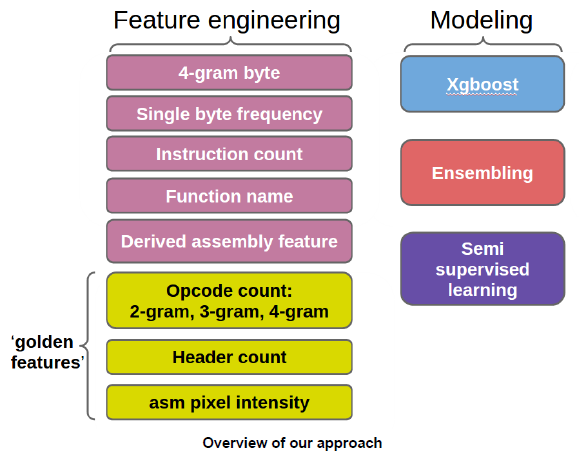 Feature engineering
4-gram byte
Single byte frequency
Instruction count
Function name
Derived assembly feature
'golden
features'
Opcode count:
2-gram, 3-gram, 4-gram
Header count
asm pixel intensity
Modeling
Xgboost
Ensembling
Semi
supervised
learning
Overview of our approach